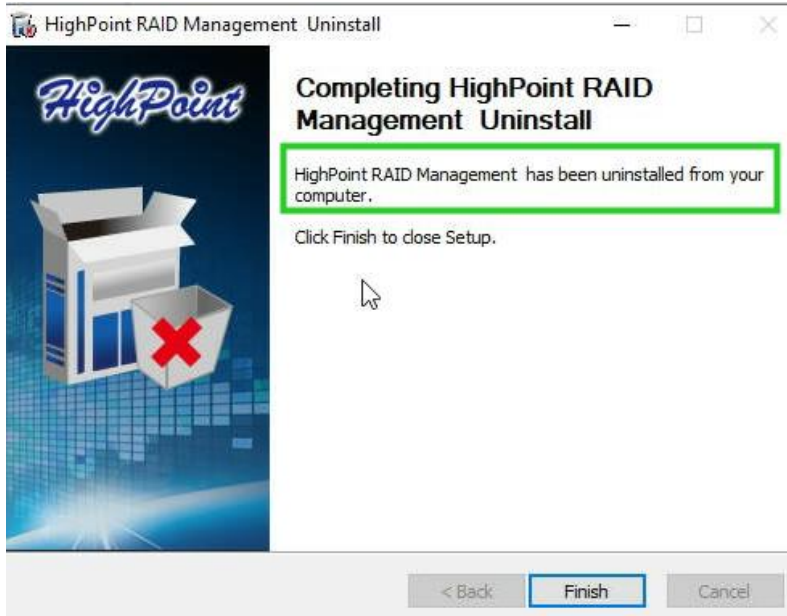 HighPoint RAID Management  Uninstall
HighPoint
Completing HighPoint RAID
Management  Uninstall
HighPoint RAID Management  has been uninstalled from your
computer.
Click Finish to close Setup.
< Back
Finish
Cancel